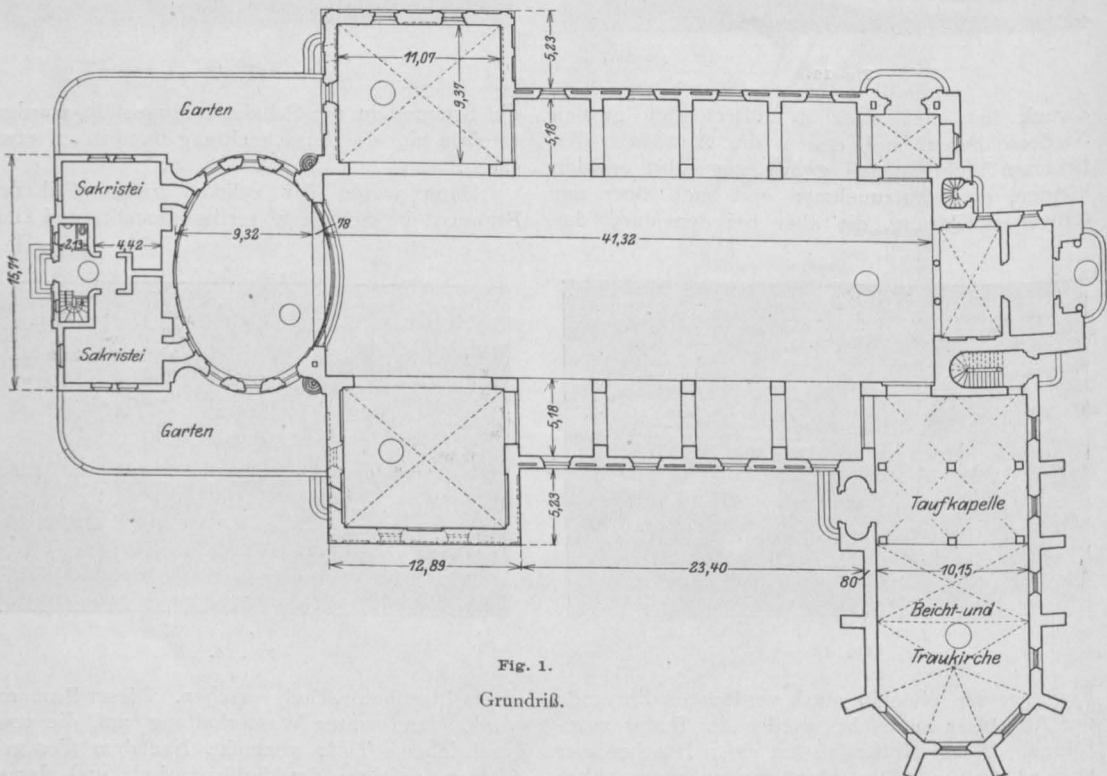 5,23
11,07
9,37
Garten
5,18
Sakristei
9,32
78
2,13
4,42
41,32
15,71
Sakristei
Garten
5,18
Taufkapelle
5,23
12,89
23,40
80
10,15
Beicht- und
Traukirche
Fig. 1.
Grundriß.